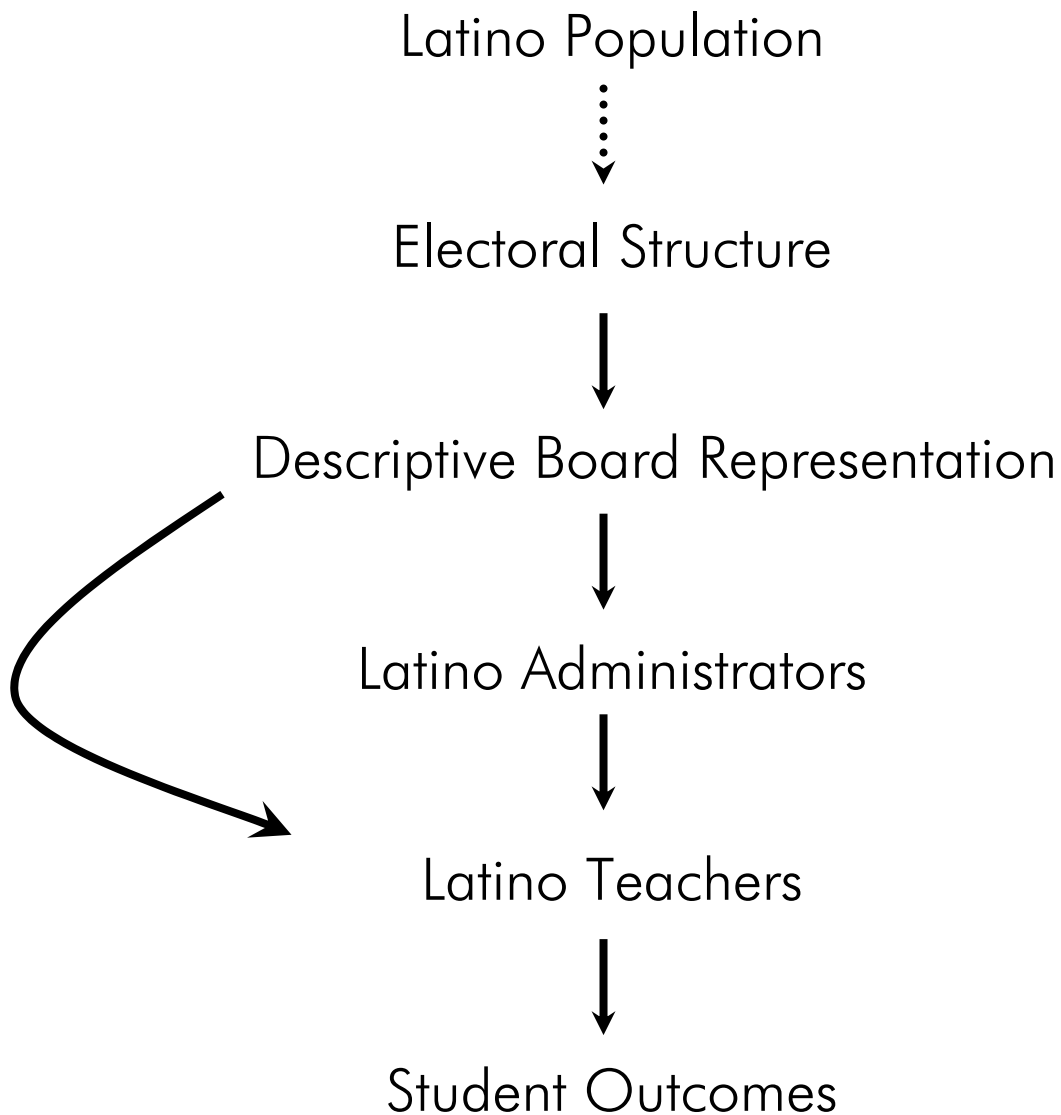 Latino Population
Electoral Structure
Descriptive Board Representation
Latino Administrators
Latino Teachers
Student Outcomes